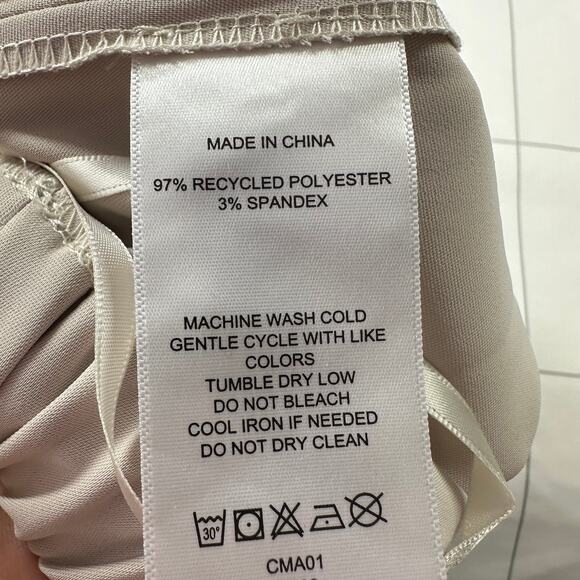 MADE IN CHINA
97% RECYCLED POLYESTER
3% SPANDEX
MACHINE WASH COLD
GENTLE CYCLE WITH LIKE
COLORS
TUMBLE DRY LOW
DO NOT BLEACH
COOL IRON IF NEEDED
DO NOT DRY CLEAN
30°
CMA01